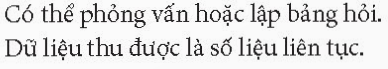 Có thể phỏng vấn hoặc lập bảng hỏi.
Dữ liệu thu được là số liệu liên tục.